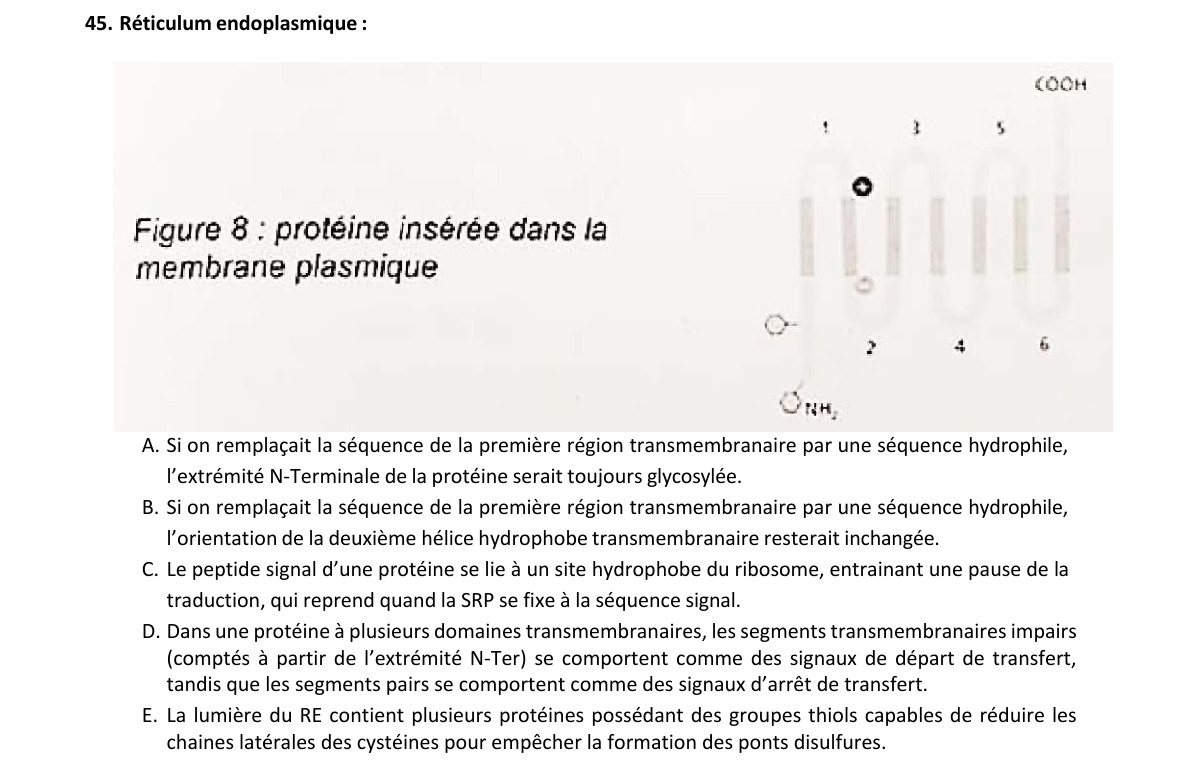 45. Réticulum endoplasmique :
COOH
1 3 5
+
Figure 8 : protéine insérée dans la
membrane plasmique
2 4 6
NH₂
A. Si on remplaçait la séquence de la première région transmembranaire par une séquence hydrophile,
l’extrémité N-Terminale de la protéine serait toujours glycosylée.
B. Si on remplaçait la séquence de la première région transmembranaire par une séquence hydrophile,
l’orientation de la deuxième hélice hydrophobe transmembranaire resterait inchangée.
C. Le peptide signal d’une protéine se lie à un site hydrophobe du ribosome, entrainant une pause de la
traduction, qui reprend quand la SRP se fixe à la séquence signal.
D. Dans une protéine à plusieurs domaines transmembranaires, les segments transmembranaires impairs
(comptés à partir de l’extrémité N-Ter) se comportent comme des signaux de départ de transfert,
tandis que les segments pairs se comportent comme des signaux d’arrêt de transfert.
E. La lumière du RE contient plusieurs protéines possédant des groupes thiols capables de réduire les
chaines latérales des cystéines pour empêcher la formation des ponts disulfures.